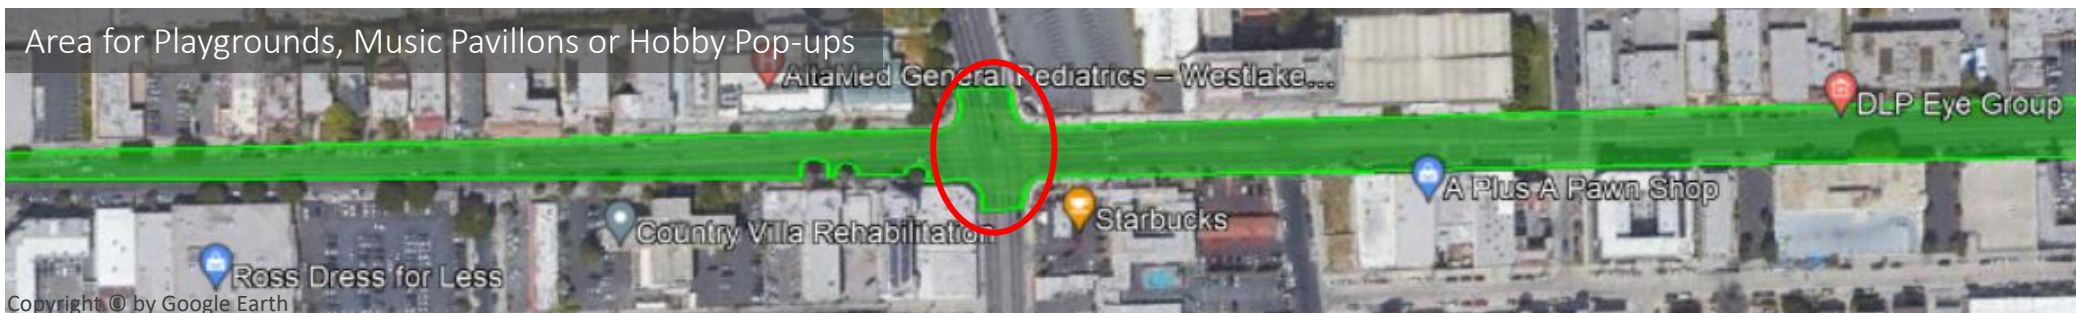 Area for Playgrounds, Music Pavillons or Hobby Pop-ups
AltaMed General Pediatrics – Westlake...
DLP Eye Group
A Plus A Pawn Shop
Starbucks
Country Villa Rehabilitation
Ross Dress for Less
Copyright © by Google Earth